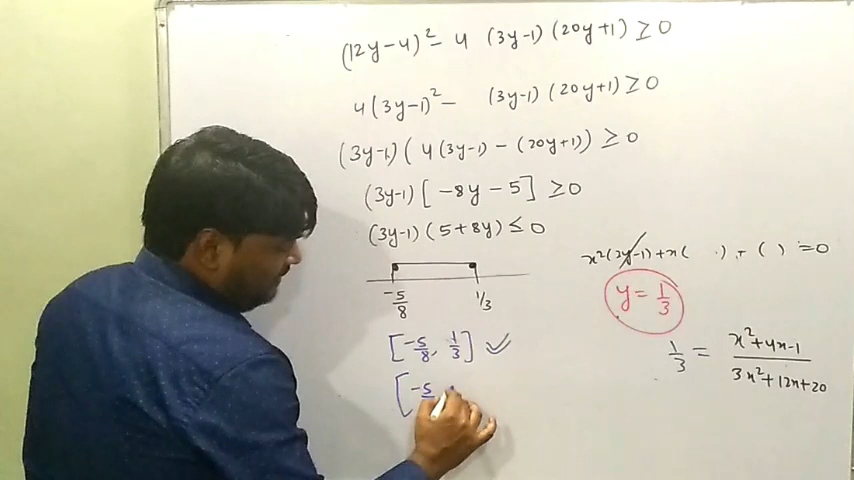 (12y-4)² - 4 (3y-1) (20y+1) ≥ 0
4(3y-1)² - (3y-1) (20y+1) ≥ 0
(3y-1) ( 4(3y-1) - (20y+1)) ≥ 0
(3y-1) [ -8y - 5 ] ≥ 0
(3y-1) (5+8y) ≤ 0
-5/8 1/3
[-5/8, 1/3]
[-5
x²(3y-1) + x( ) + ( ) = 0
y = 1/3
1/3 = x²+4x-1 / 3x²+12x+20